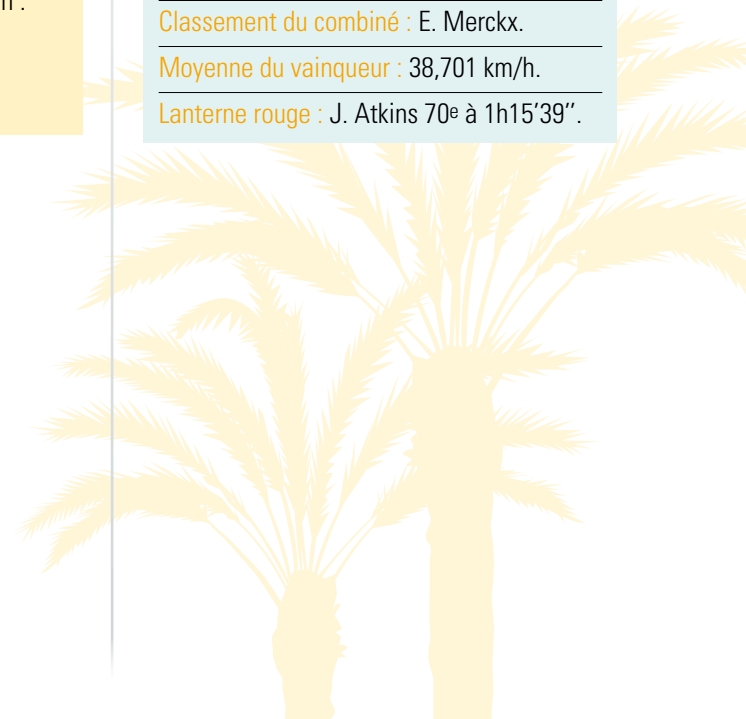 Classement du combiné : E. Merckx.
Moyenne du vainqueur : 38,701 km/h.
Lanterne rouge : J. Atkins 70e à 1h15’39’’.